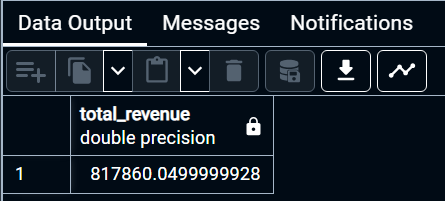 Data Output Messages Notifications
total_revenue
double precision
1 817860.0499999928